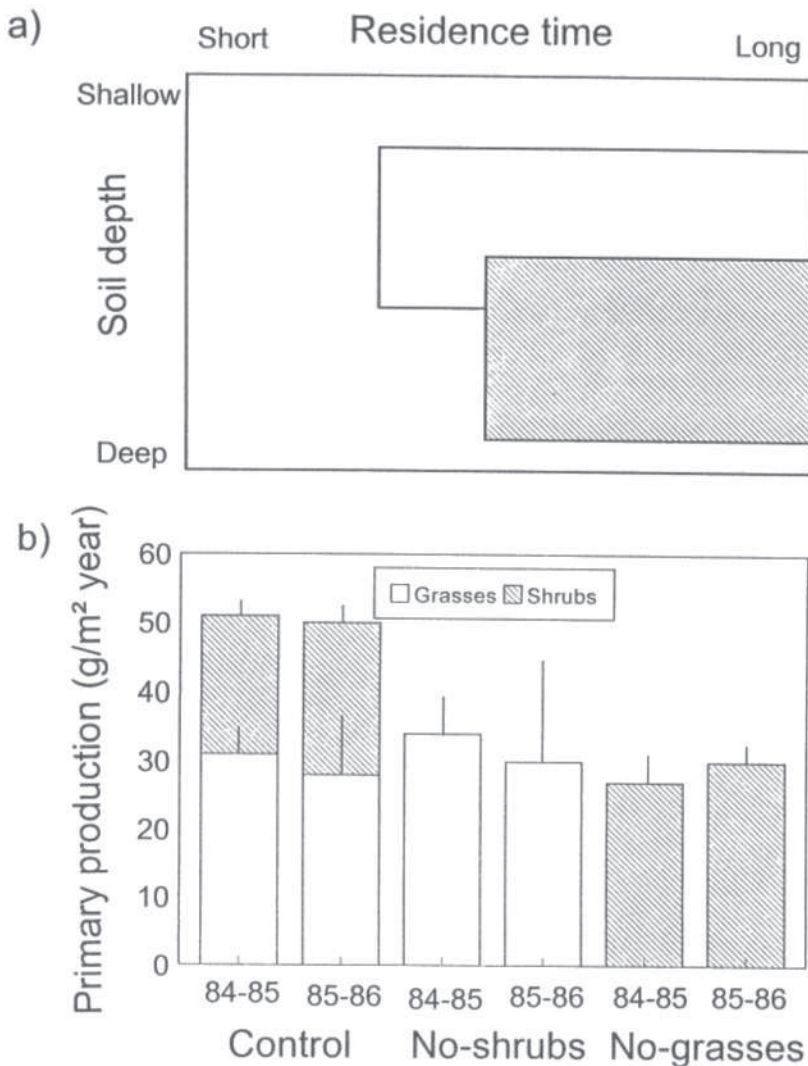 a)
Short Residence time Long
Shallow
Soil depth
Deep
b)
Primary production (g/m² year)
60
50
40
30
20
10
0
Grasses Shrubs
84-85 85-86 84-85 85-86 84-85 85-86
Control No-shrubs No-grasses